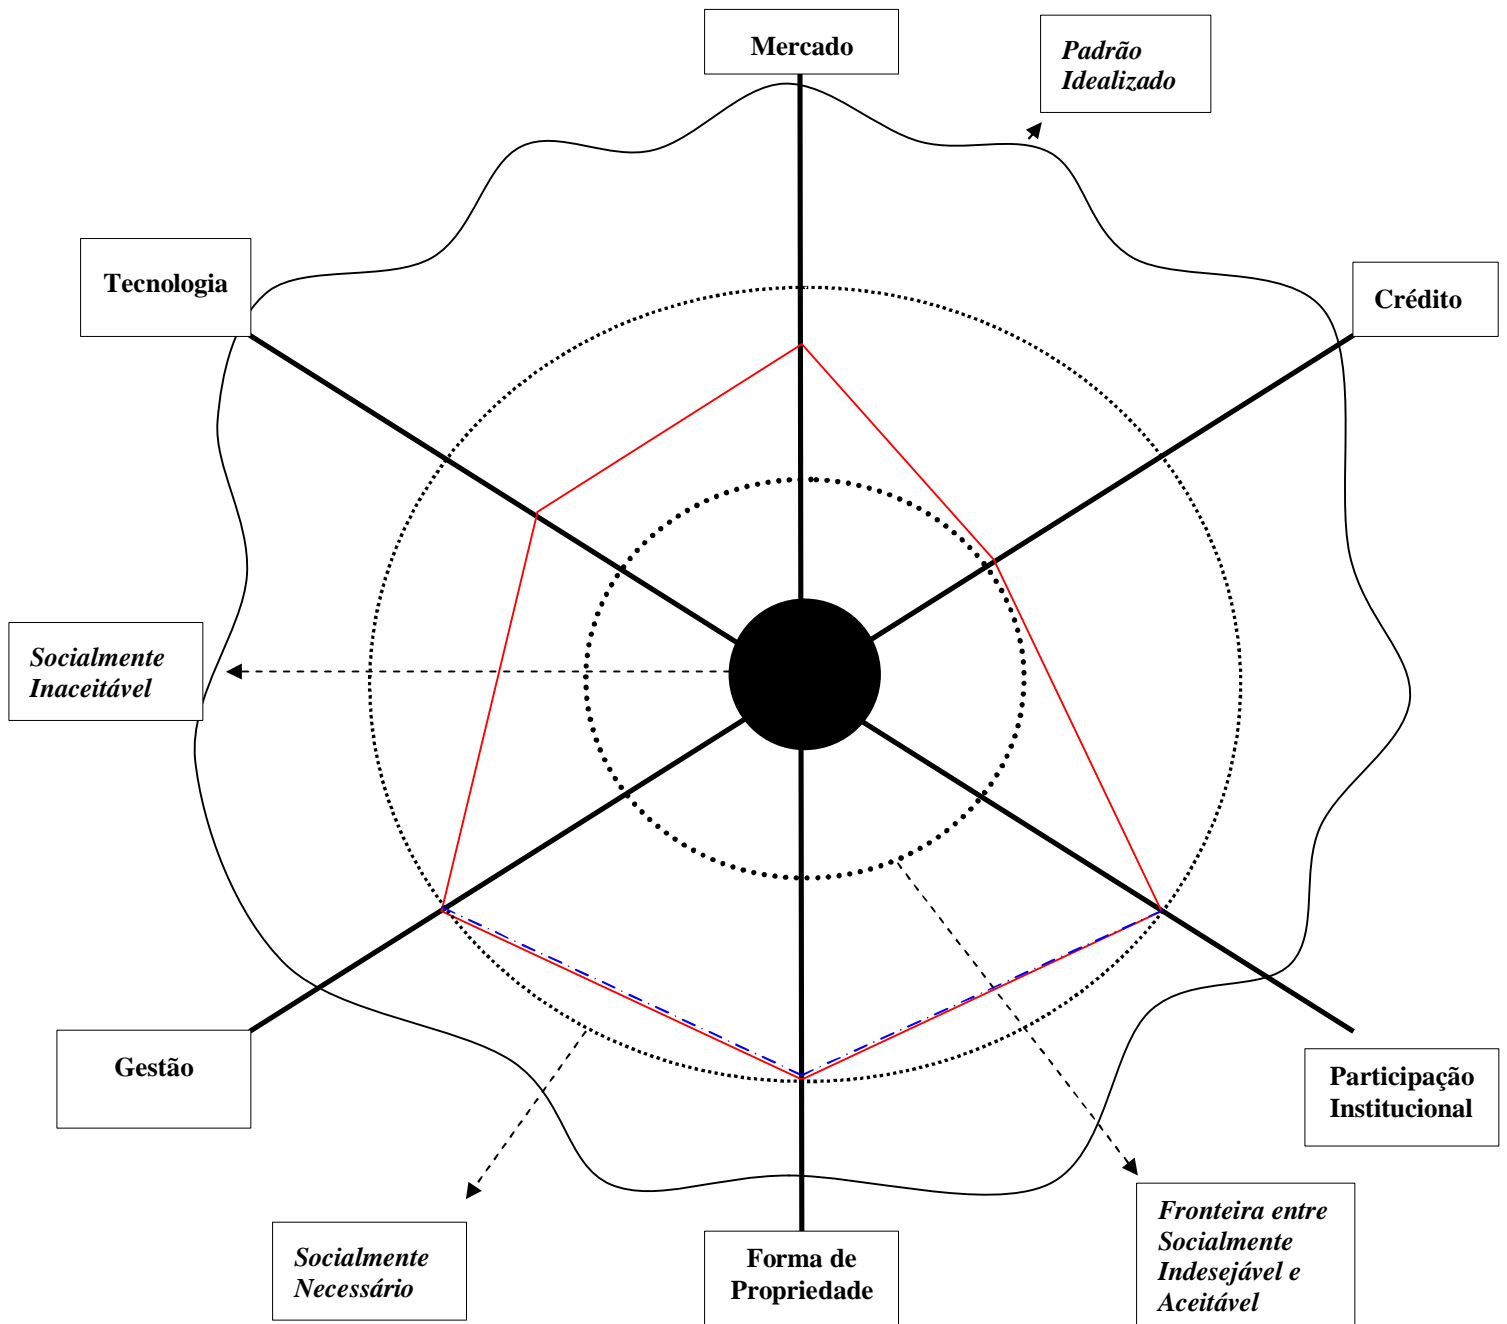 Mercado
Padrão
Idealizado
Tecnologia
Crédito
Socialmente
Inaceitável
Gestão
Participação
Institucional
Socialmente
Necessário
Forma de
Propriedade
Fronteira entre
Socialmente
Indesejável e
Aceitável